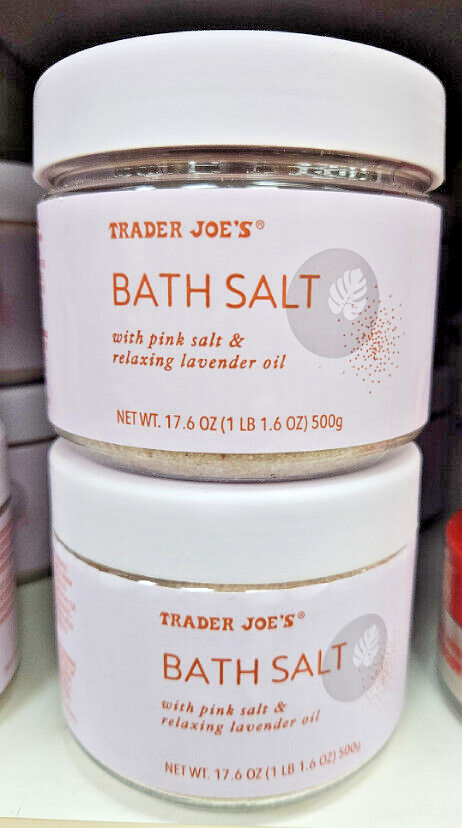 TRADER JOE'S®
BATH SALT
with pink salt &
relaxing lavender oil
NET WT. 17.6 OZ (1 LB 1.6 OZ) 500g
TRADER JOE'S®
BATH SALT
with pink salt &
relaxing lavender oil
NET WT. 17.6 OZ (1 LB 1.6 OZ) 500g